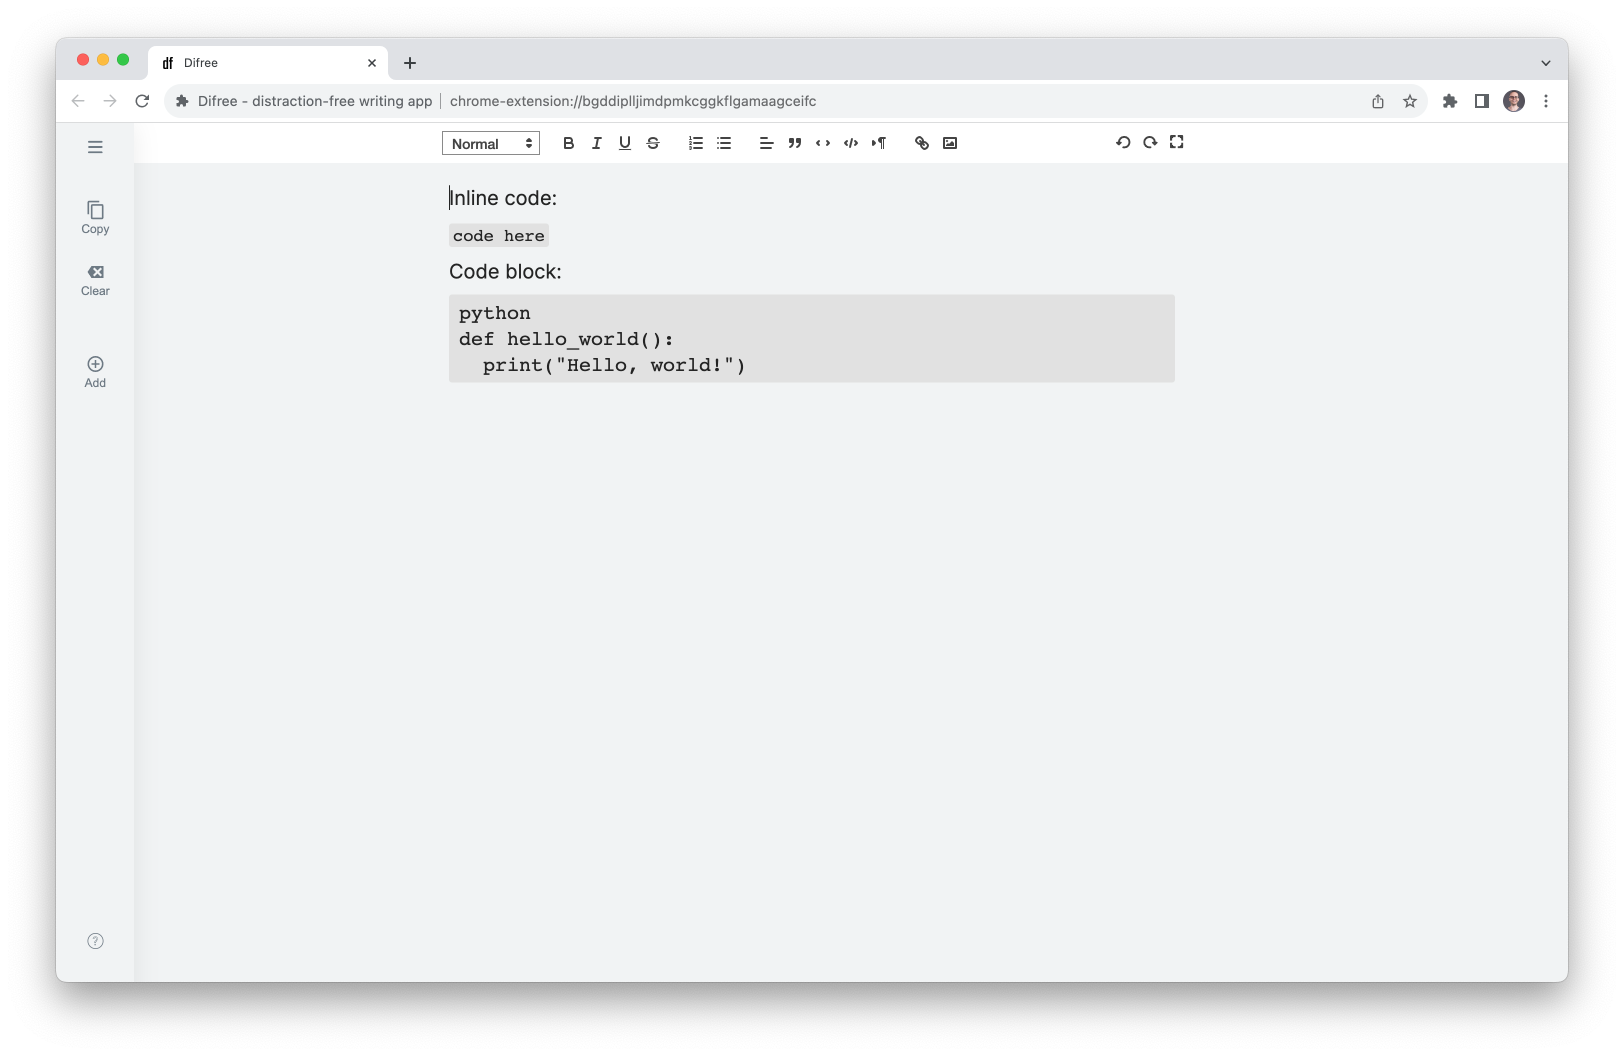 df Difree
Difree - distraction-free writing app | chrome-extension://bgddiplljimdpmkcggkflgamaagceifc
Normal B I U S
Copy
Clear
Add
Inline code:
code here
Code block:
python
def hello_world():
  print("Hello, world!")
?